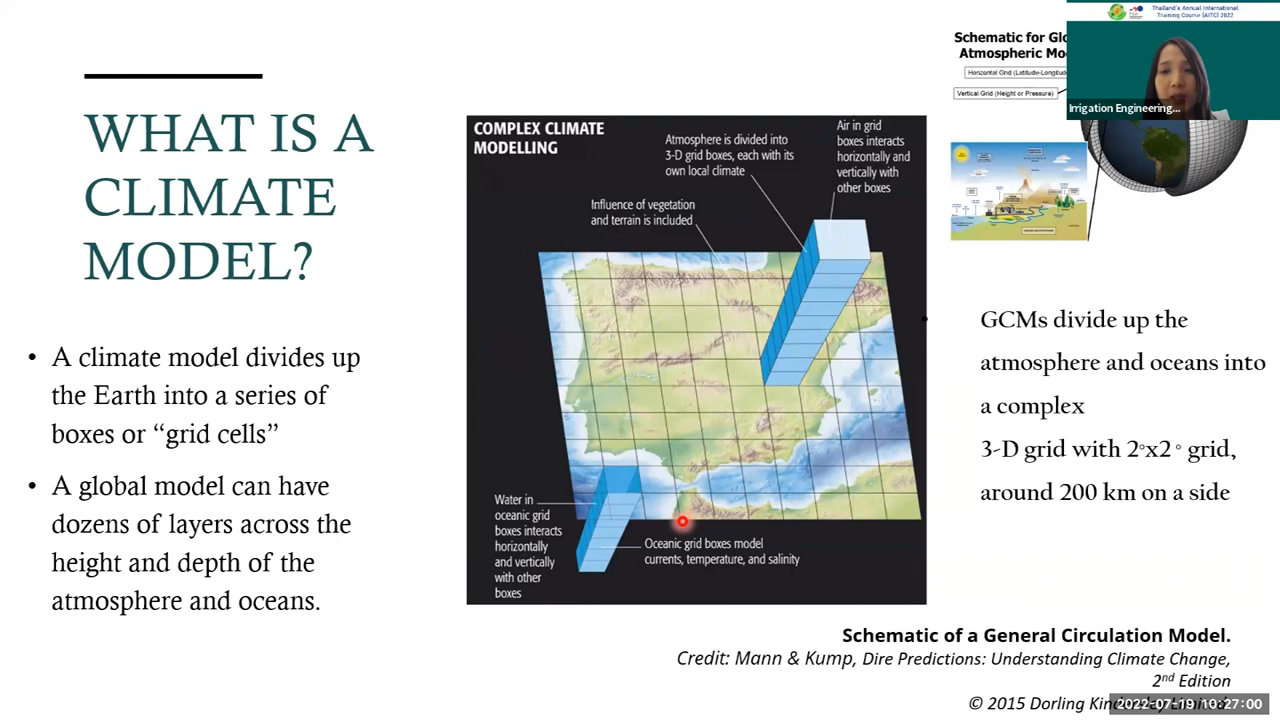 Thailand's Annual International
Training Course (AITC) 2022
Irrigation Engineering...
WHAT IS A
CLIMATE
MODEL?
• A climate model divides up
the Earth into a series of
boxes or “grid cells”
• A global model can have
dozens of layers across the
height and depth of the
atmosphere and oceans.
COMPLEX CLIMATE
MODELLING
Atmosphere is divided into
3-D grid boxes, each with its
own local climate
Air in grid
boxes interacts
horizontally and
vertically with
other boxes
Influence of vegetation
and terrain is included
Water in
oceanic grid
boxes interacts
horizontally
and vertically
with other
boxes
Oceanic grid boxes model
currents, temperature, and salinity
Schematic for
Atmospheric
Horizontal Grid
Vertical Grid (Height or Pressure)
• GCMs divide up the
atmosphere and oceans into
a complex
3-D grid with 2°x2° grid,
around 200 km on a side
Schematic of a General Circulation Model.
Credit: Mann & Kump, Dire Predictions: Understanding Climate Change,
2nd Edition
© 2015 Dorling
2022-07-19 10:27:00